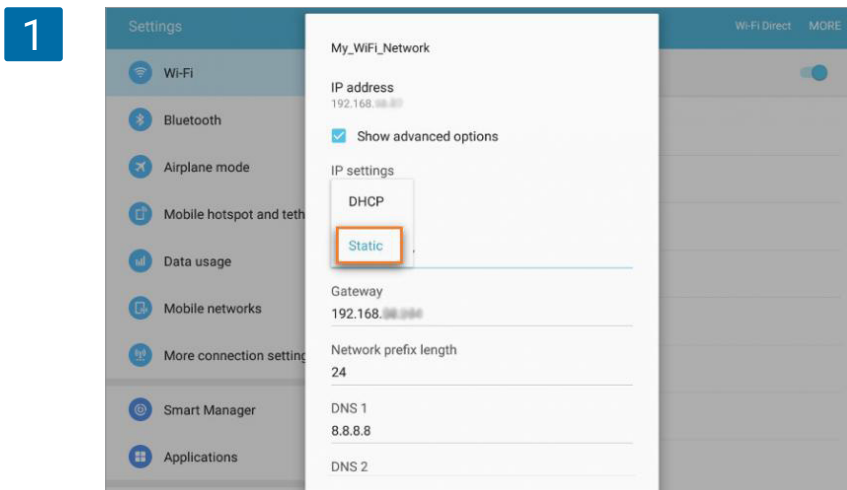 1
Settings
Wi-Fi Direct MORE
Wi-Fi
Bluetooth
Airplane mode
Mobile hotspot and teth
Data usage
Mobile networks
More connection setting
Smart Manager
Applications
My_WiFi_Network
IP address
192.168.
Show advanced options
IP settings
DHCP
Static
Gateway
192.168.
Network prefix length
24
DNS 1
8.8.8.8
DNS 2